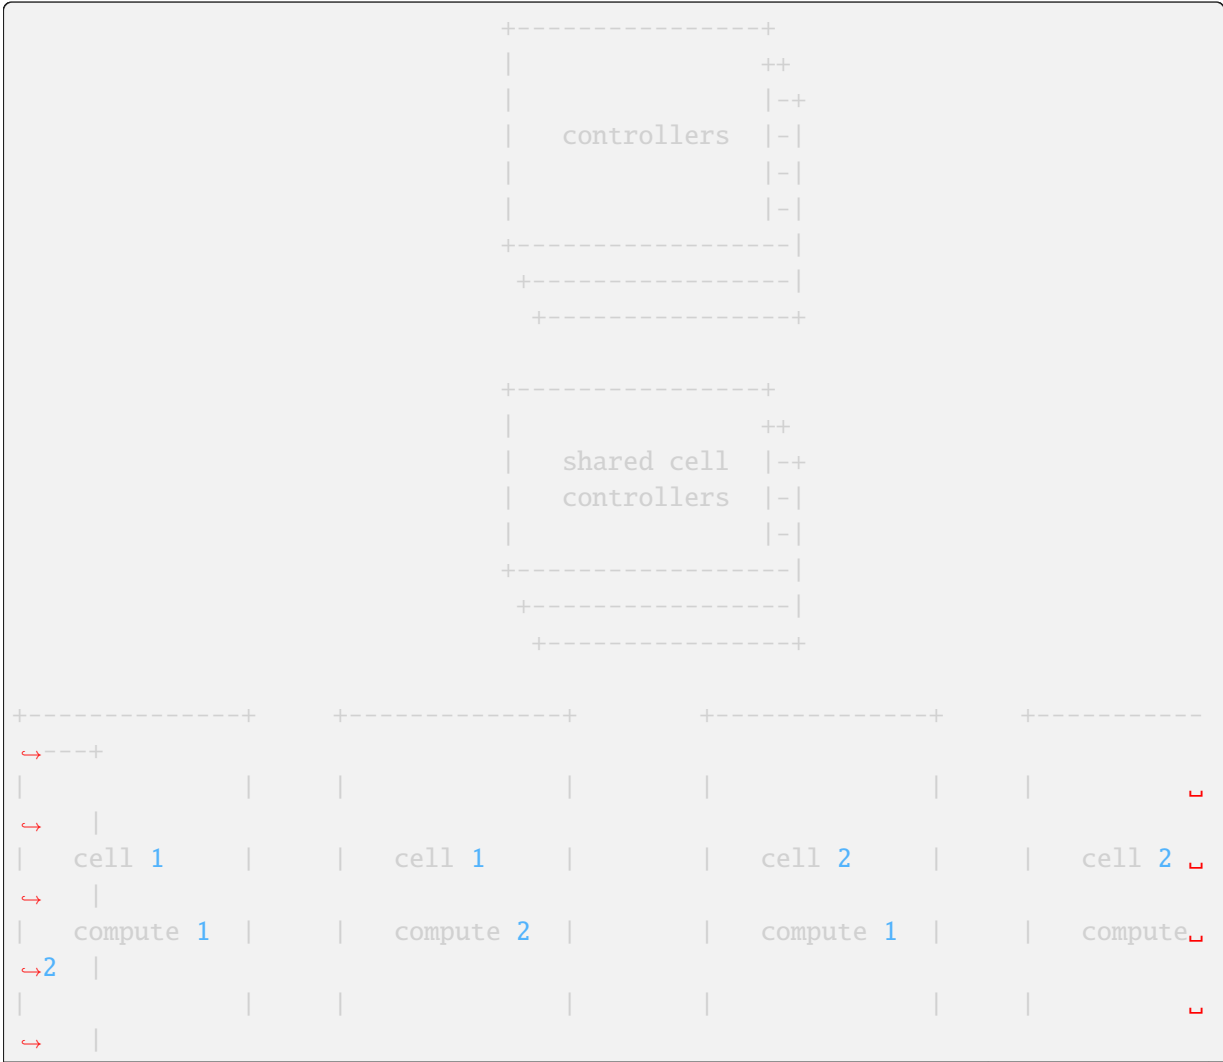 +-----------------+
|                 ++
|                 |-+
|   controllers   |-|
|                 |-|
|                 |-|
+------------------|
 +-----------------|
  +-----------------+
+-----------------+
|                 ++
|   shared cell   |-+
|   controllers   |-|
|                 |-|
+------------------|
 +-----------------|
  +-----------------+
+---------------+     +---------------+        +---------------+     +-----------
↪----+
|               |     |               |        |               |     |          ␣
↪    |
|   cell 1      |     |   cell 1      |        |   cell 2      |     |   cell 2 ␣
↪    |
|   compute 1   |     |   compute 2   |        |   compute 1   |     |   compute␣
↪2   |
|               |     |               |        |               |     |          ␣
↪    |